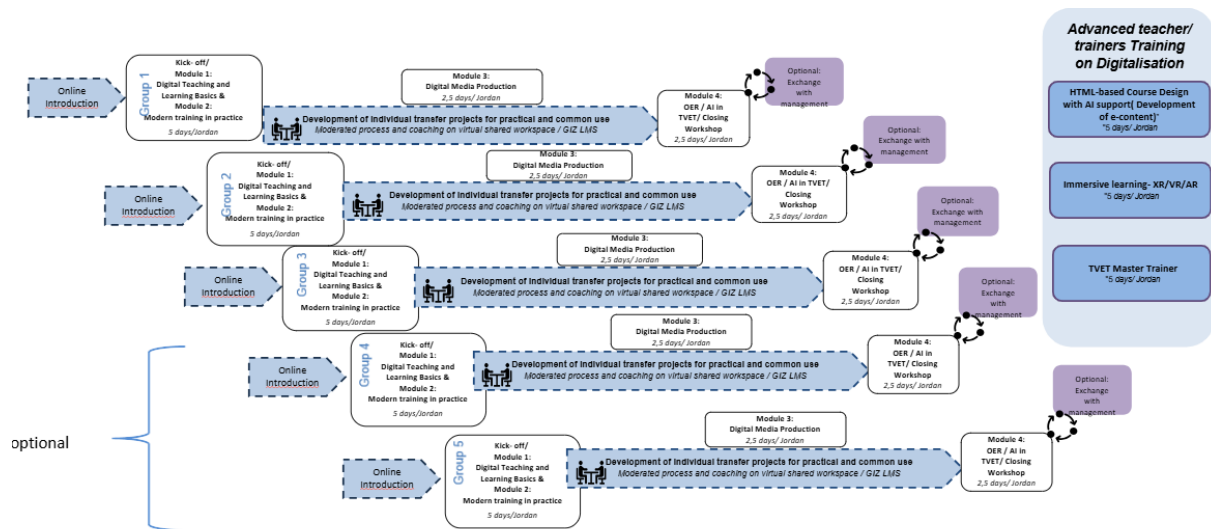 Online
Introduction
Group 1
Kick- off/
Module 1:
Digital Teaching and
Learning Basics &
Module 2:
Modern training in practice
5 days/Jordan
Module 3:
Digital Media Production
2,5 days/ Jordan
Development of individual transfer projects for practical and common use
Moderated process and coaching on virtual shared workspace / GIZ LMS
Module 4:
OER / AI in
TVET/ Closing
Workshop
2,5 days/ Jordan
Optional:
Exchange
with
management
Online
Introduction
Group 2
Kick- off/
Module 1:
Digital Teaching and
Learning Basics &
Module 2:
Modern training in practice
5 days/Jordan
Module 3:
Digital Media Production
2,5 days/ Jordan
Development of individual transfer projects for practical and common use
Moderated process and coaching on virtual shared workspace / GIZ LMS
Module 4:
OER / AI in TVET/
Closing
Workshop
2,5 days/ Jordan
Optional:
Exchange
with
management
Online
Introduction
Group 3
Kick- off/
Module 1:
Digital Teaching and
Learning Basics &
Module 2:
Modern training in practice
5 days/Jordan
Module 3:
Digital Media Production
2,5 days/ Jordan
Development of individual transfer projects for practical and common use
Moderated process and coaching on virtual shared workspace / GIZ LMS
Module 4:
OER / AI in TVET/
Closing
Workshop
2,5 days/ Jordan
Optional:
Exchange
with
management
optional
Online
Introduction
Group 4
Kick- off/
Module 1:
Digital Teaching and
Learning Basics &
Module 2:
Modern training in practice
5 days/Jordan
Module 3:
Digital Media Production
2,5 days/ Jordan
Development of individual transfer projects for practical and common use
Moderated process and coaching on virtual shared workspace / GIZ LMS
Module 4:
OER / AI in
TVET/ Closing
Workshop
2,5 days/ Jordan
Optional:
Exchange
with
management
Online
Introduction
Group 5
Kick- off/
Module 1:
Digital Teaching and
Learning Basics &
Module 2:
Modern training in practice
5 days/Jordan
Module 3:
Digital Media Production
2,5 days/ Jordan
Development of individual transfer projects for practical and common use
Moderated process and coaching on virtual shared workspace / GIZ LMS
Module 4:
OER / AI in
TVET/ Closing
Workshop
2,5 days/ Jordan
Optional:
Exchange
with
management
Advanced teacher/
trainers Training
on Digitalisation
HTML-based Course Design
with AI support( Development
of e-content)*
*5 days/ Jordan
Immersive learning- XR/VR/AR
*5 days/ Jordan
TVET Master Trainer
*5 days/ Jordan